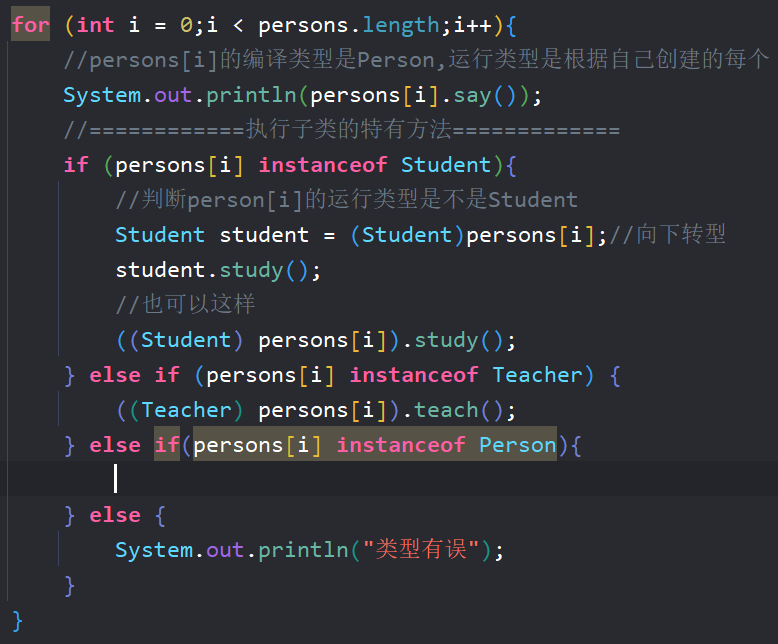 for (int i = 0;i < persons.length;i++){
//persons[i]的编译类型是Person,运行类型是根据自己创建的每个
System.out.println(persons[i].say());
//============执行子类的特有方法=============
if (persons[i] instanceof Student){
//判断person[i]的运行类型是不是Student
Student student = (Student)persons[i];//向下转型
student.study();
//也可以这样
((Student) persons[i]).study();
} else if (persons[i] instanceof Teacher) {
((Teacher) persons[i]).teach();
} else if(persons[i] instanceof Person){
} else {
System.out.println("类型有误");
}
}